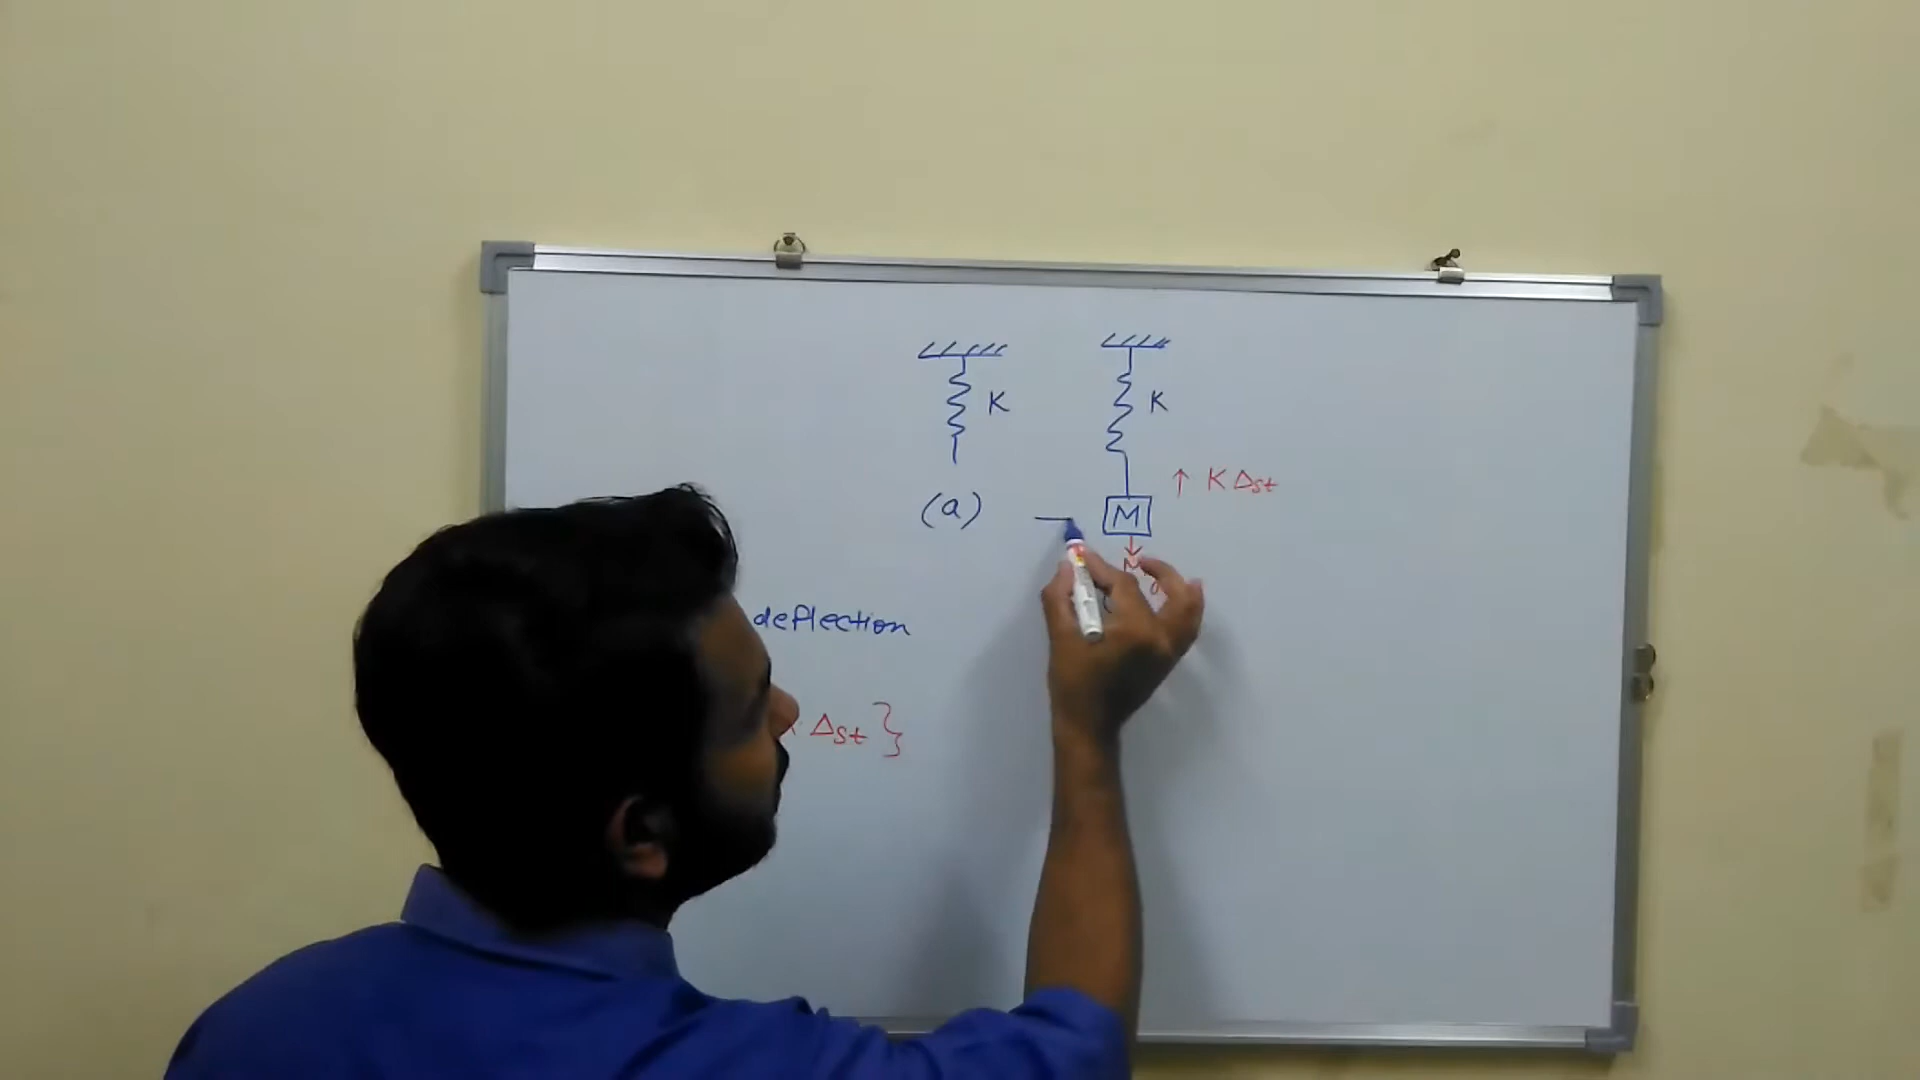 K
K
↑ K Δst
(a)
M
deflection
Δst }